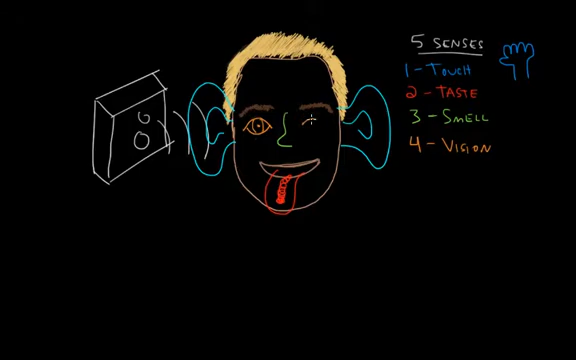 5 SENSES
1 - TOUCH
2 - TASTE
3 - SMELL
4 - VISION